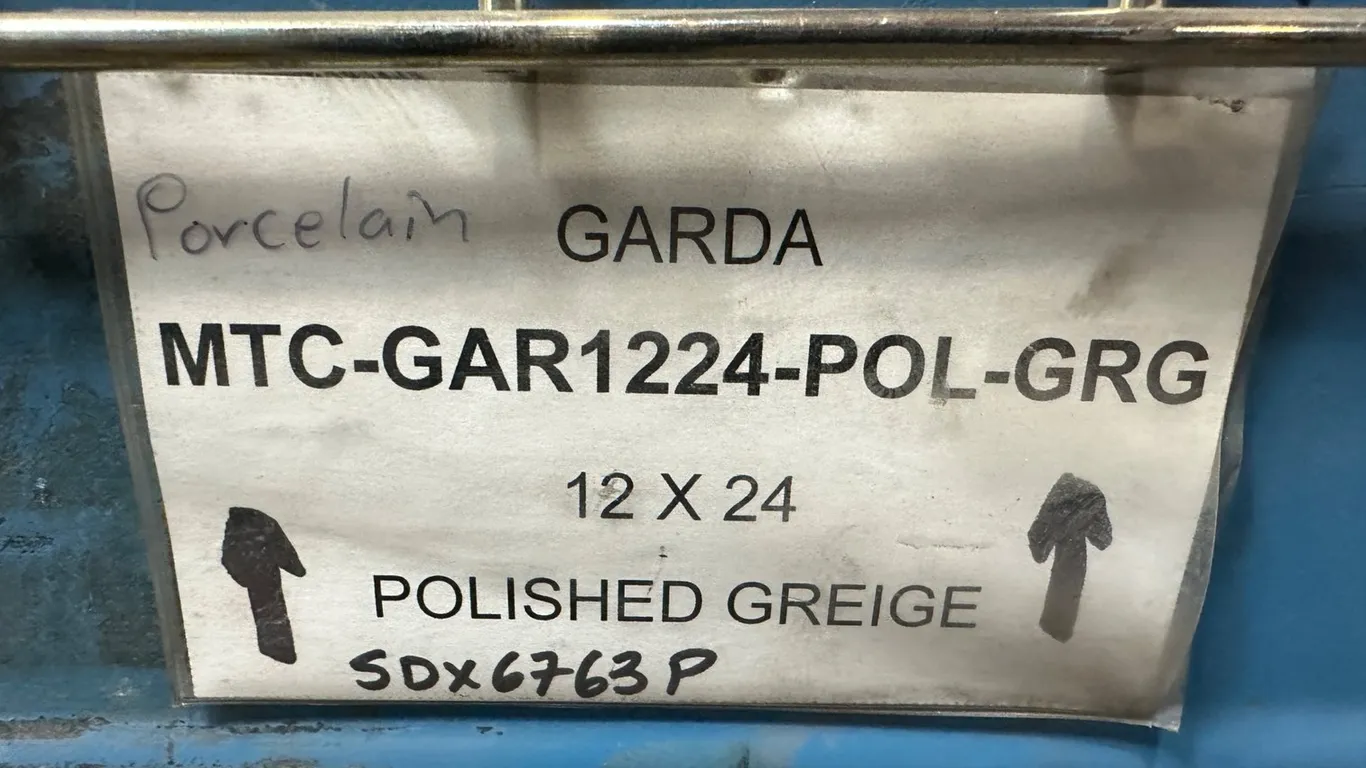 Porcelain GARDA
MTC-GAR1224-POL-GRG
12 X 24
POLISHED GREIGE
SDX6763P